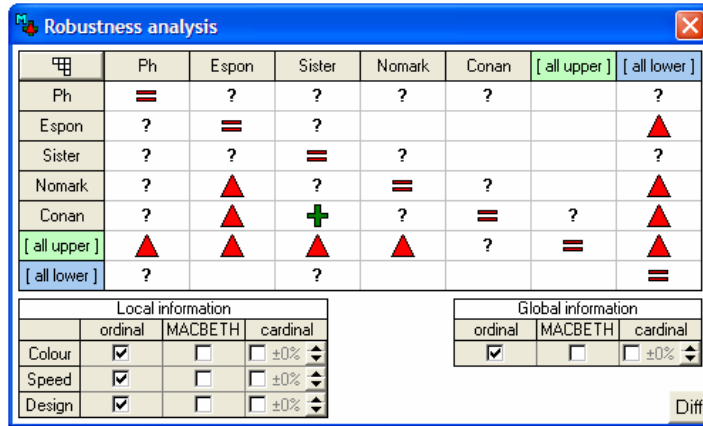 Robustness analysis
Ph Espon Sister Nomark Conan [ all upper ] [ all lower ]
Ph = ? ? ? ? ?
Espon ? = ?
Sister ? ? = ? ?
Nomark ? ? = ?
Conan ? + ? = ?
[ all upper ] ? =
[ all lower ] ? ? =
Local information Global information
ordinal MACBETH cardinal ordinal MACBETH cardinal
Colour ±0% ±0%
Speed ±0%
Design ±0% Diff